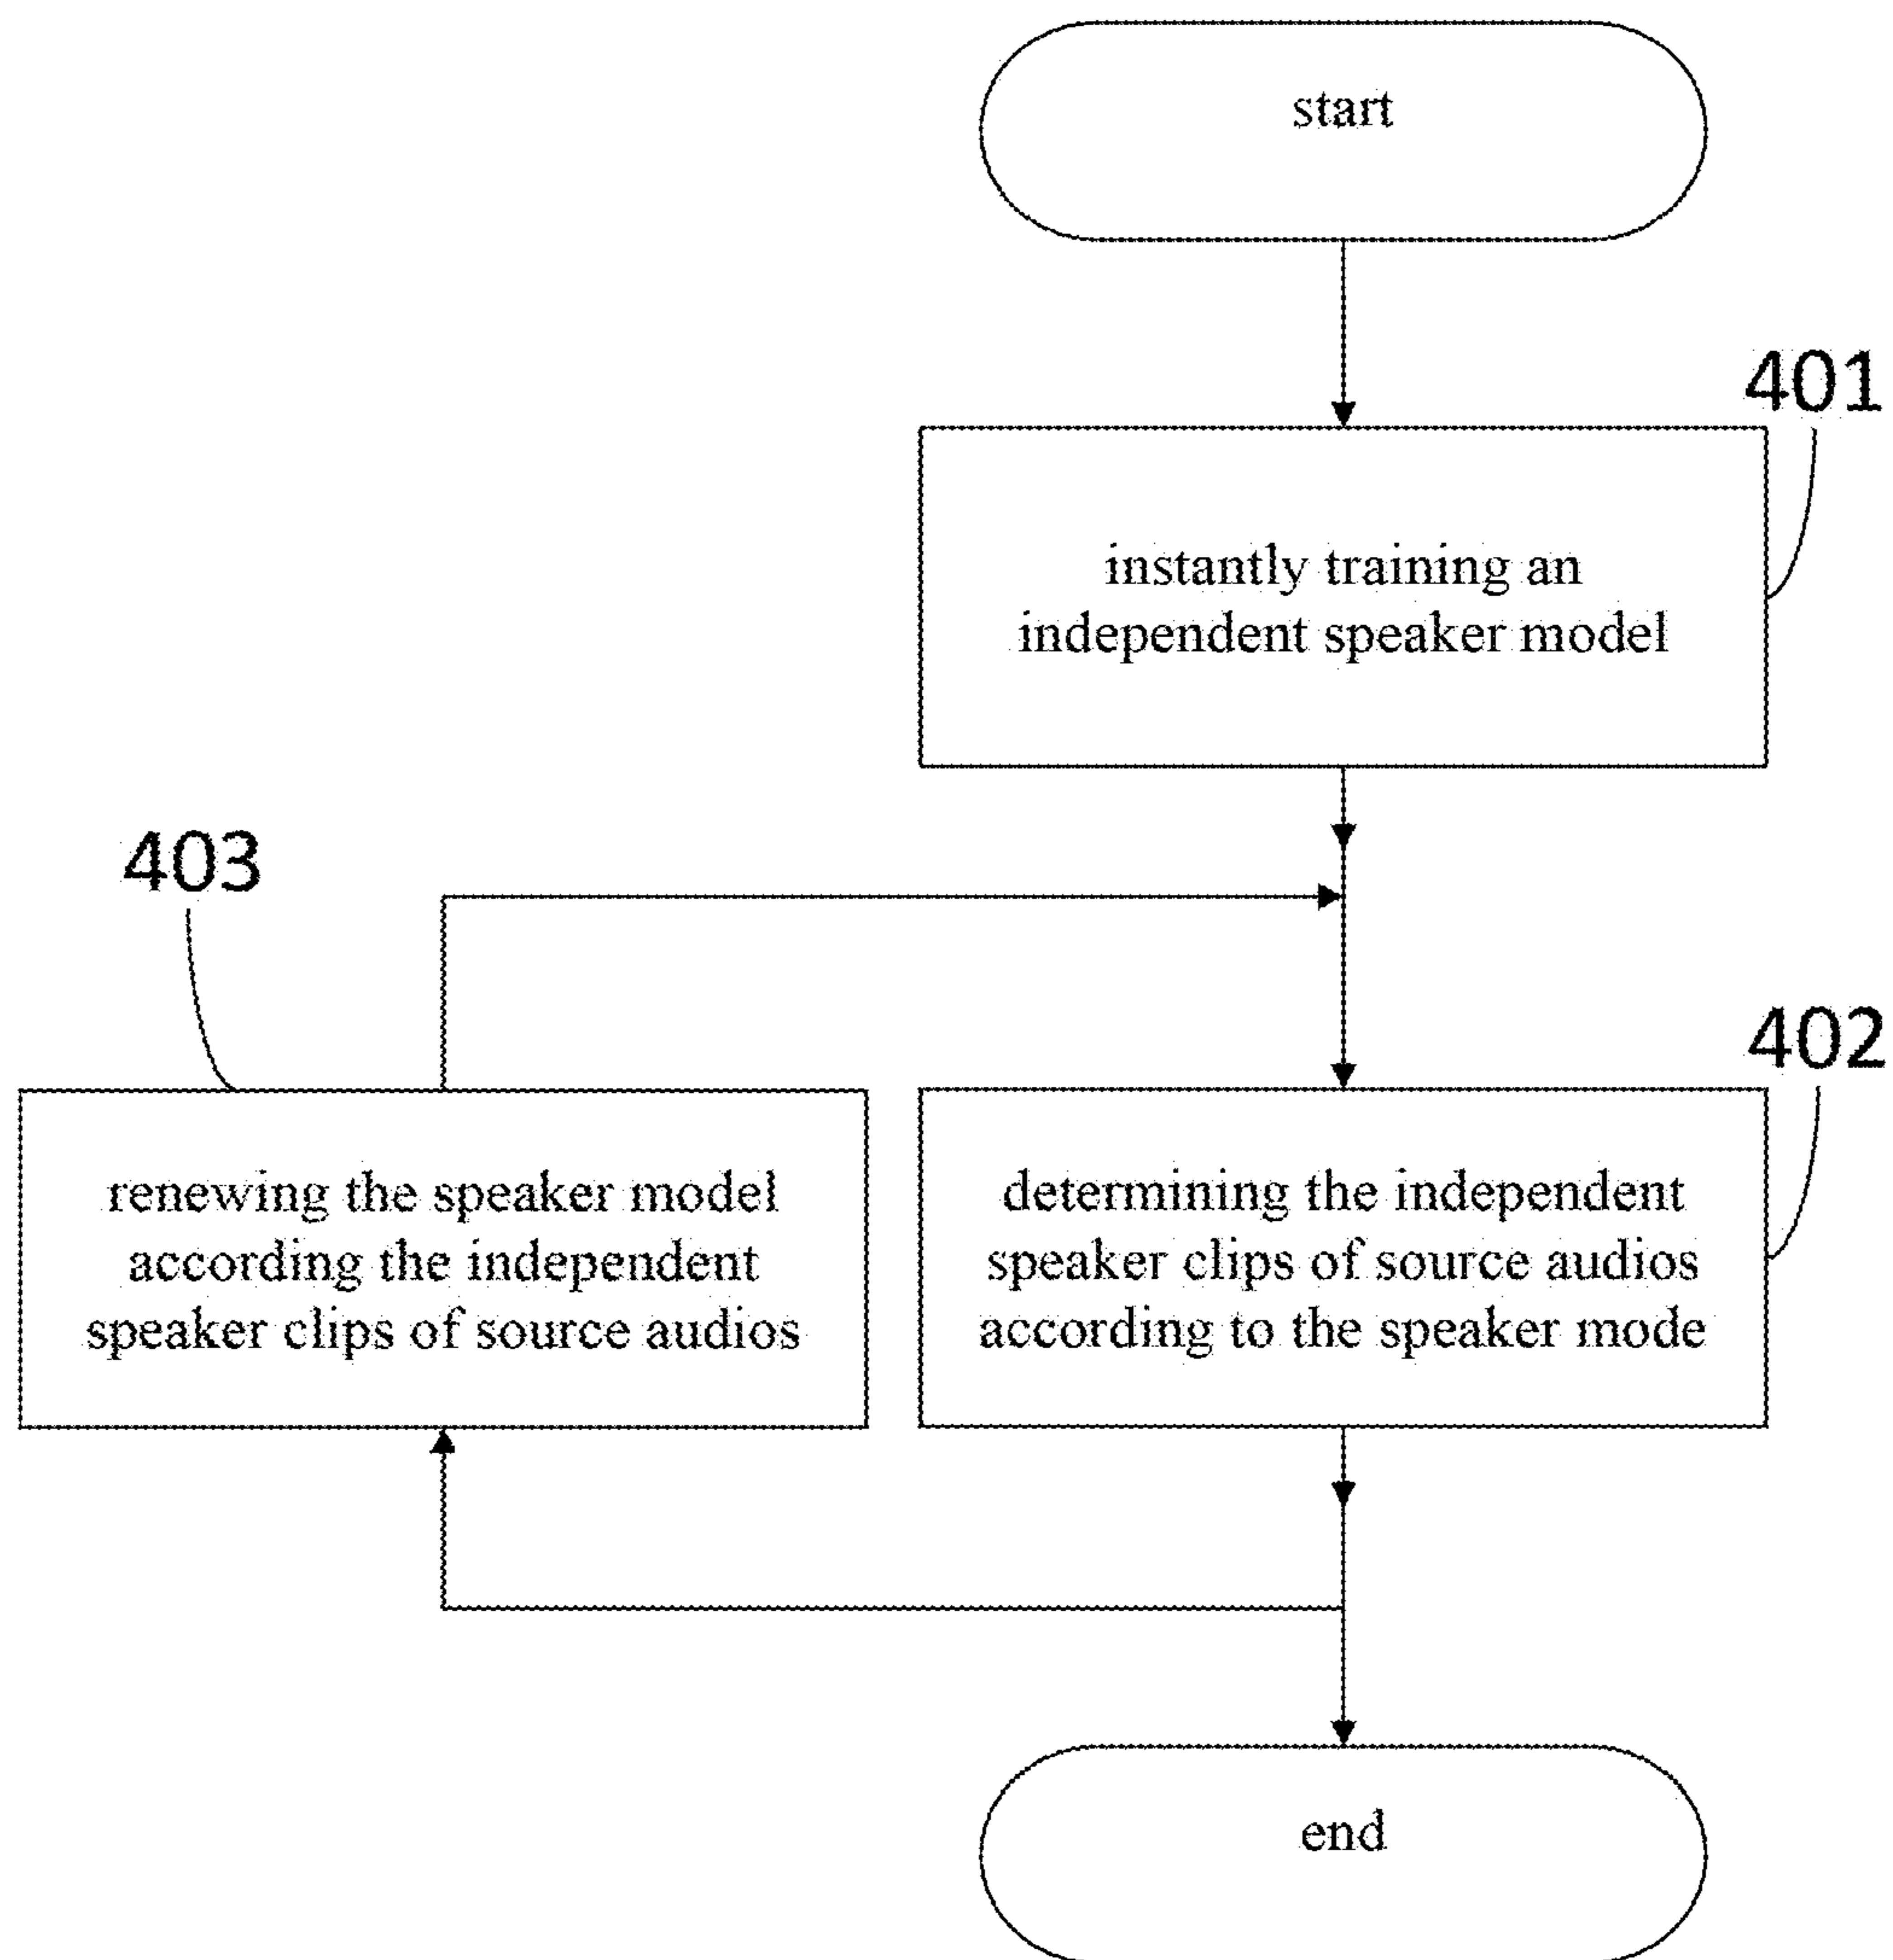 start
401
instantly training an
independent speaker model
403
402
renewing the speaker model
according the independent
speaker clips of source audios
determining the independent
speaker clips of source audios
according to the speaker mode
end